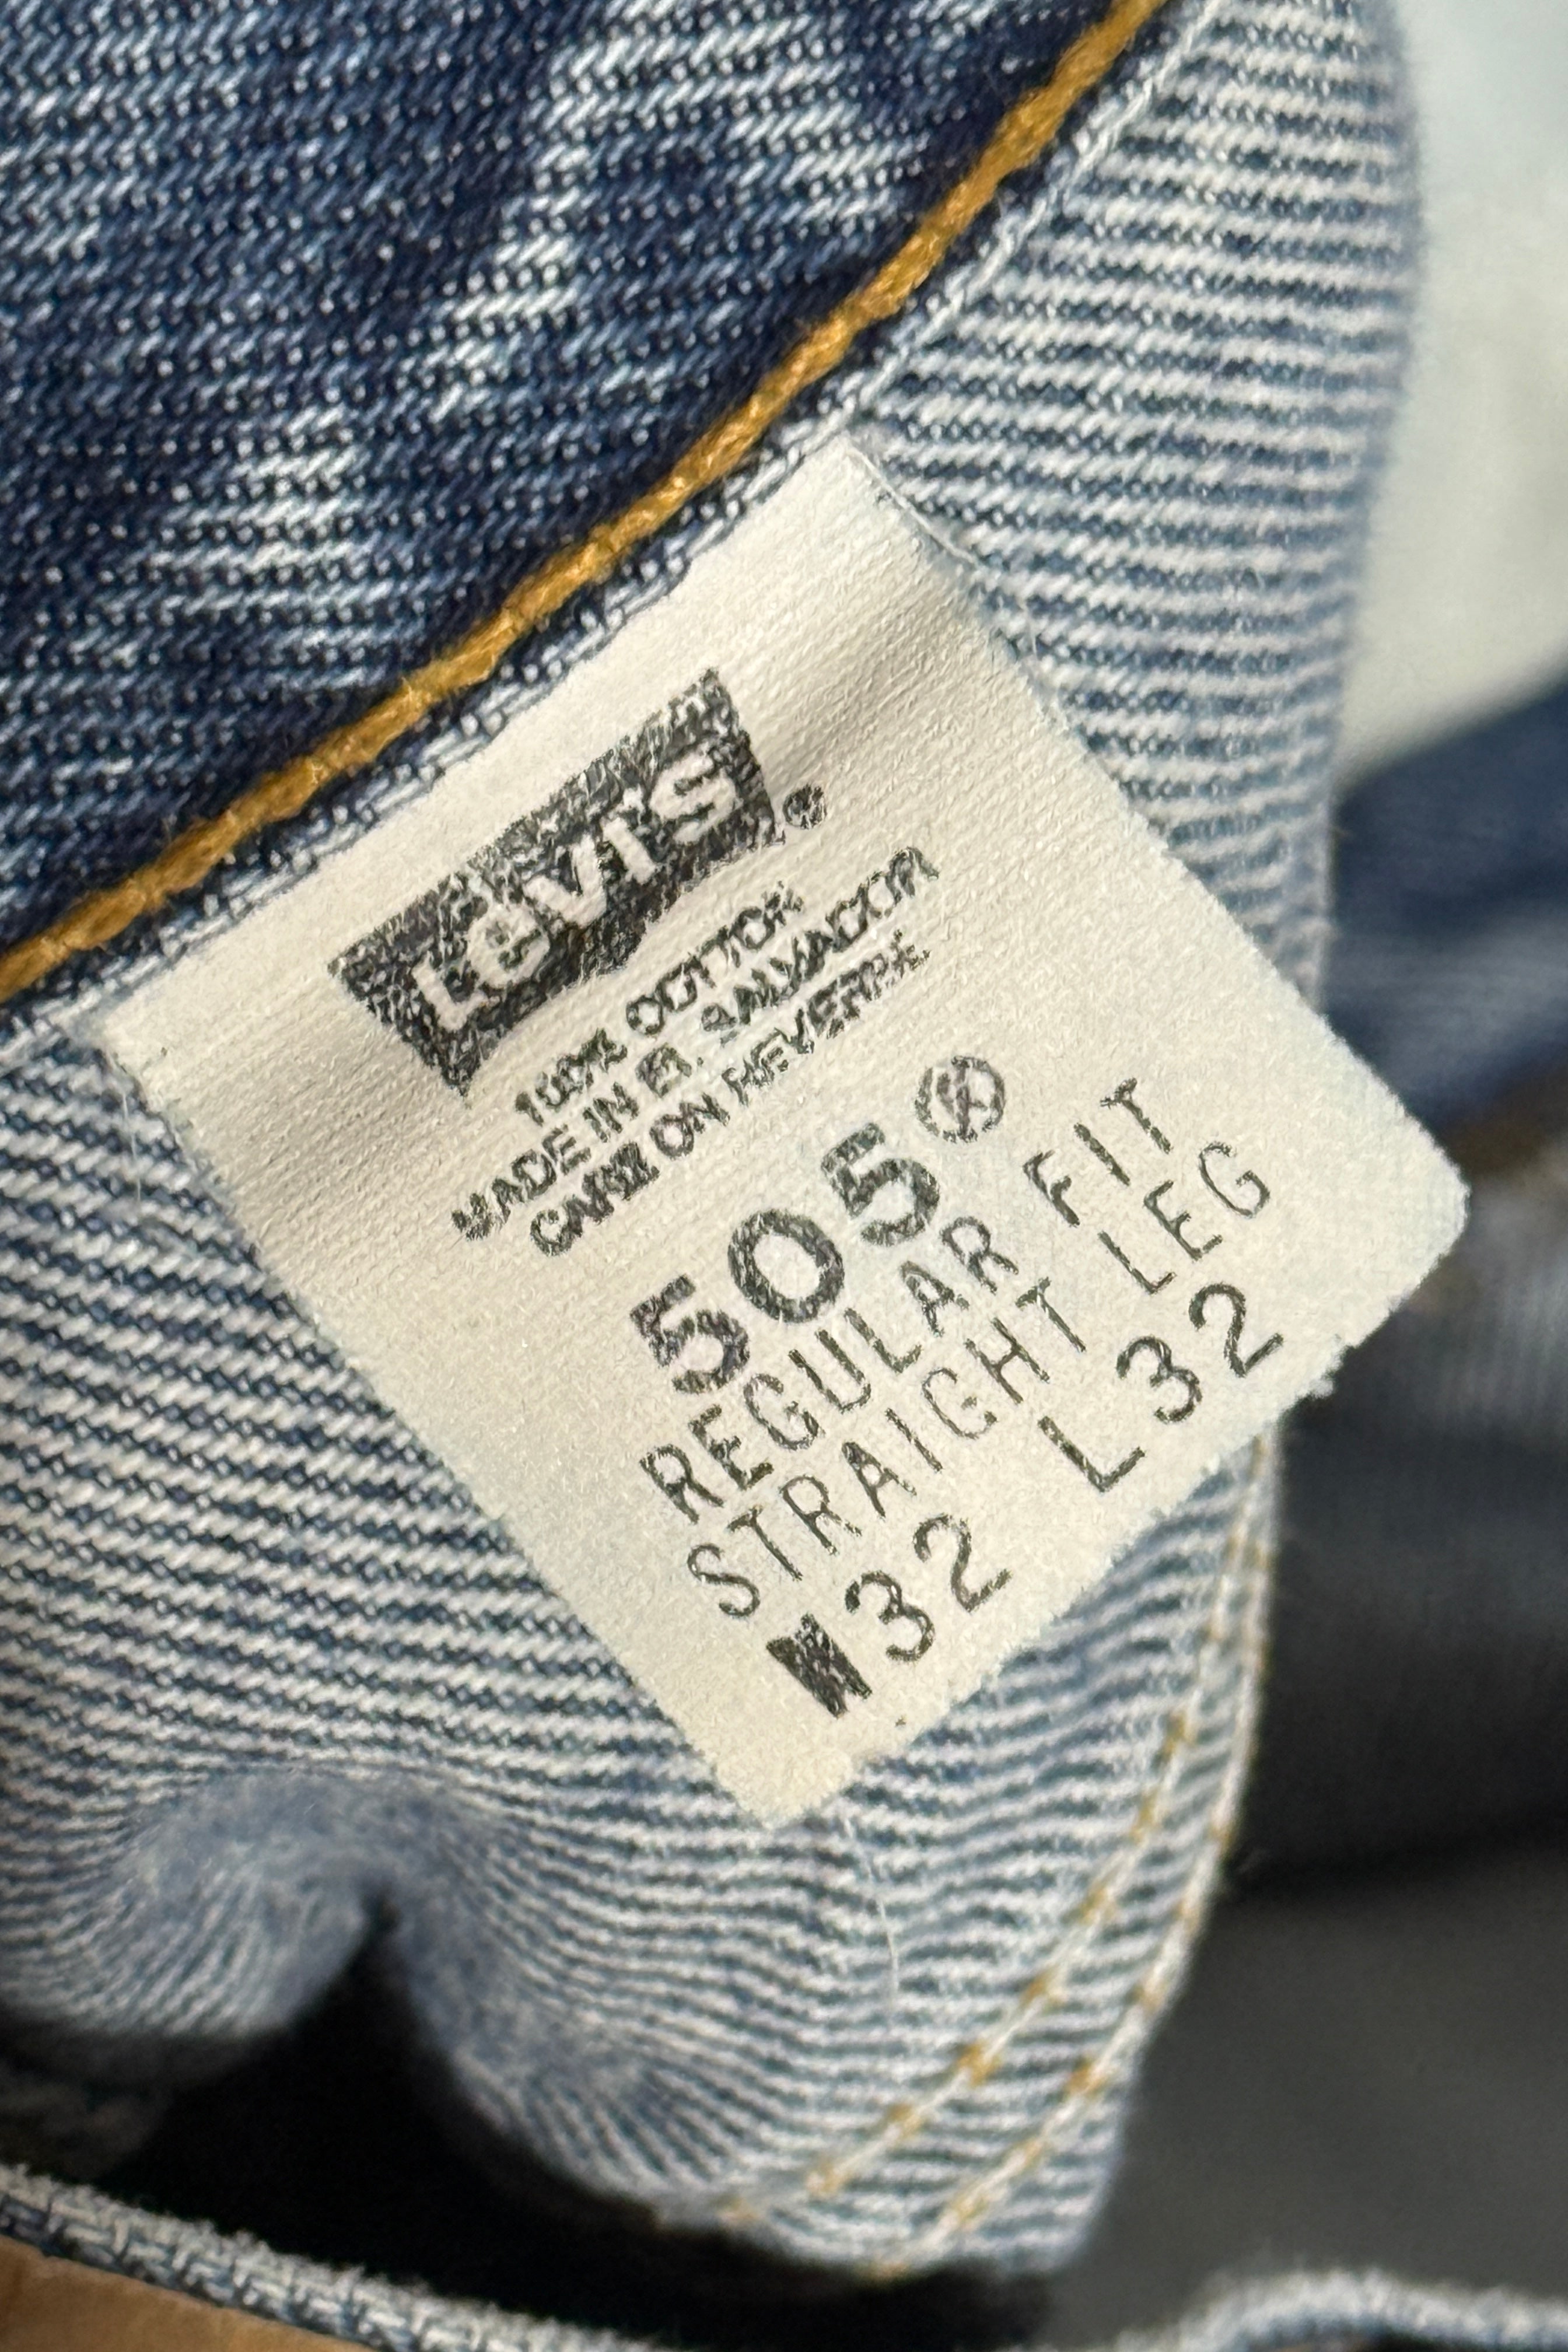 Levi's®
100% COTTON
MADE IN EL SALVADOR
CARE ON REVERSE
505®
REGULAR FIT
STRAIGHT LEG
W32 L32